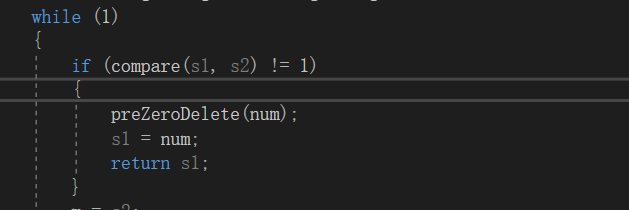 while (1)
{
if (compare(s1, s2) != 1)
{
preZeroDelete(num);
s1 = num;
return s1;
}